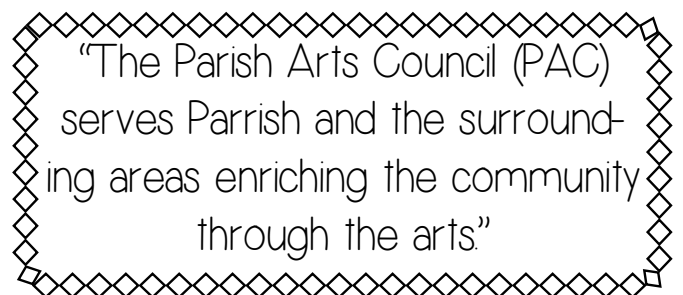 “The Parish Arts Council (PAC)
serves Parrish and the surround-
ing areas enriching the community
through the arts.”